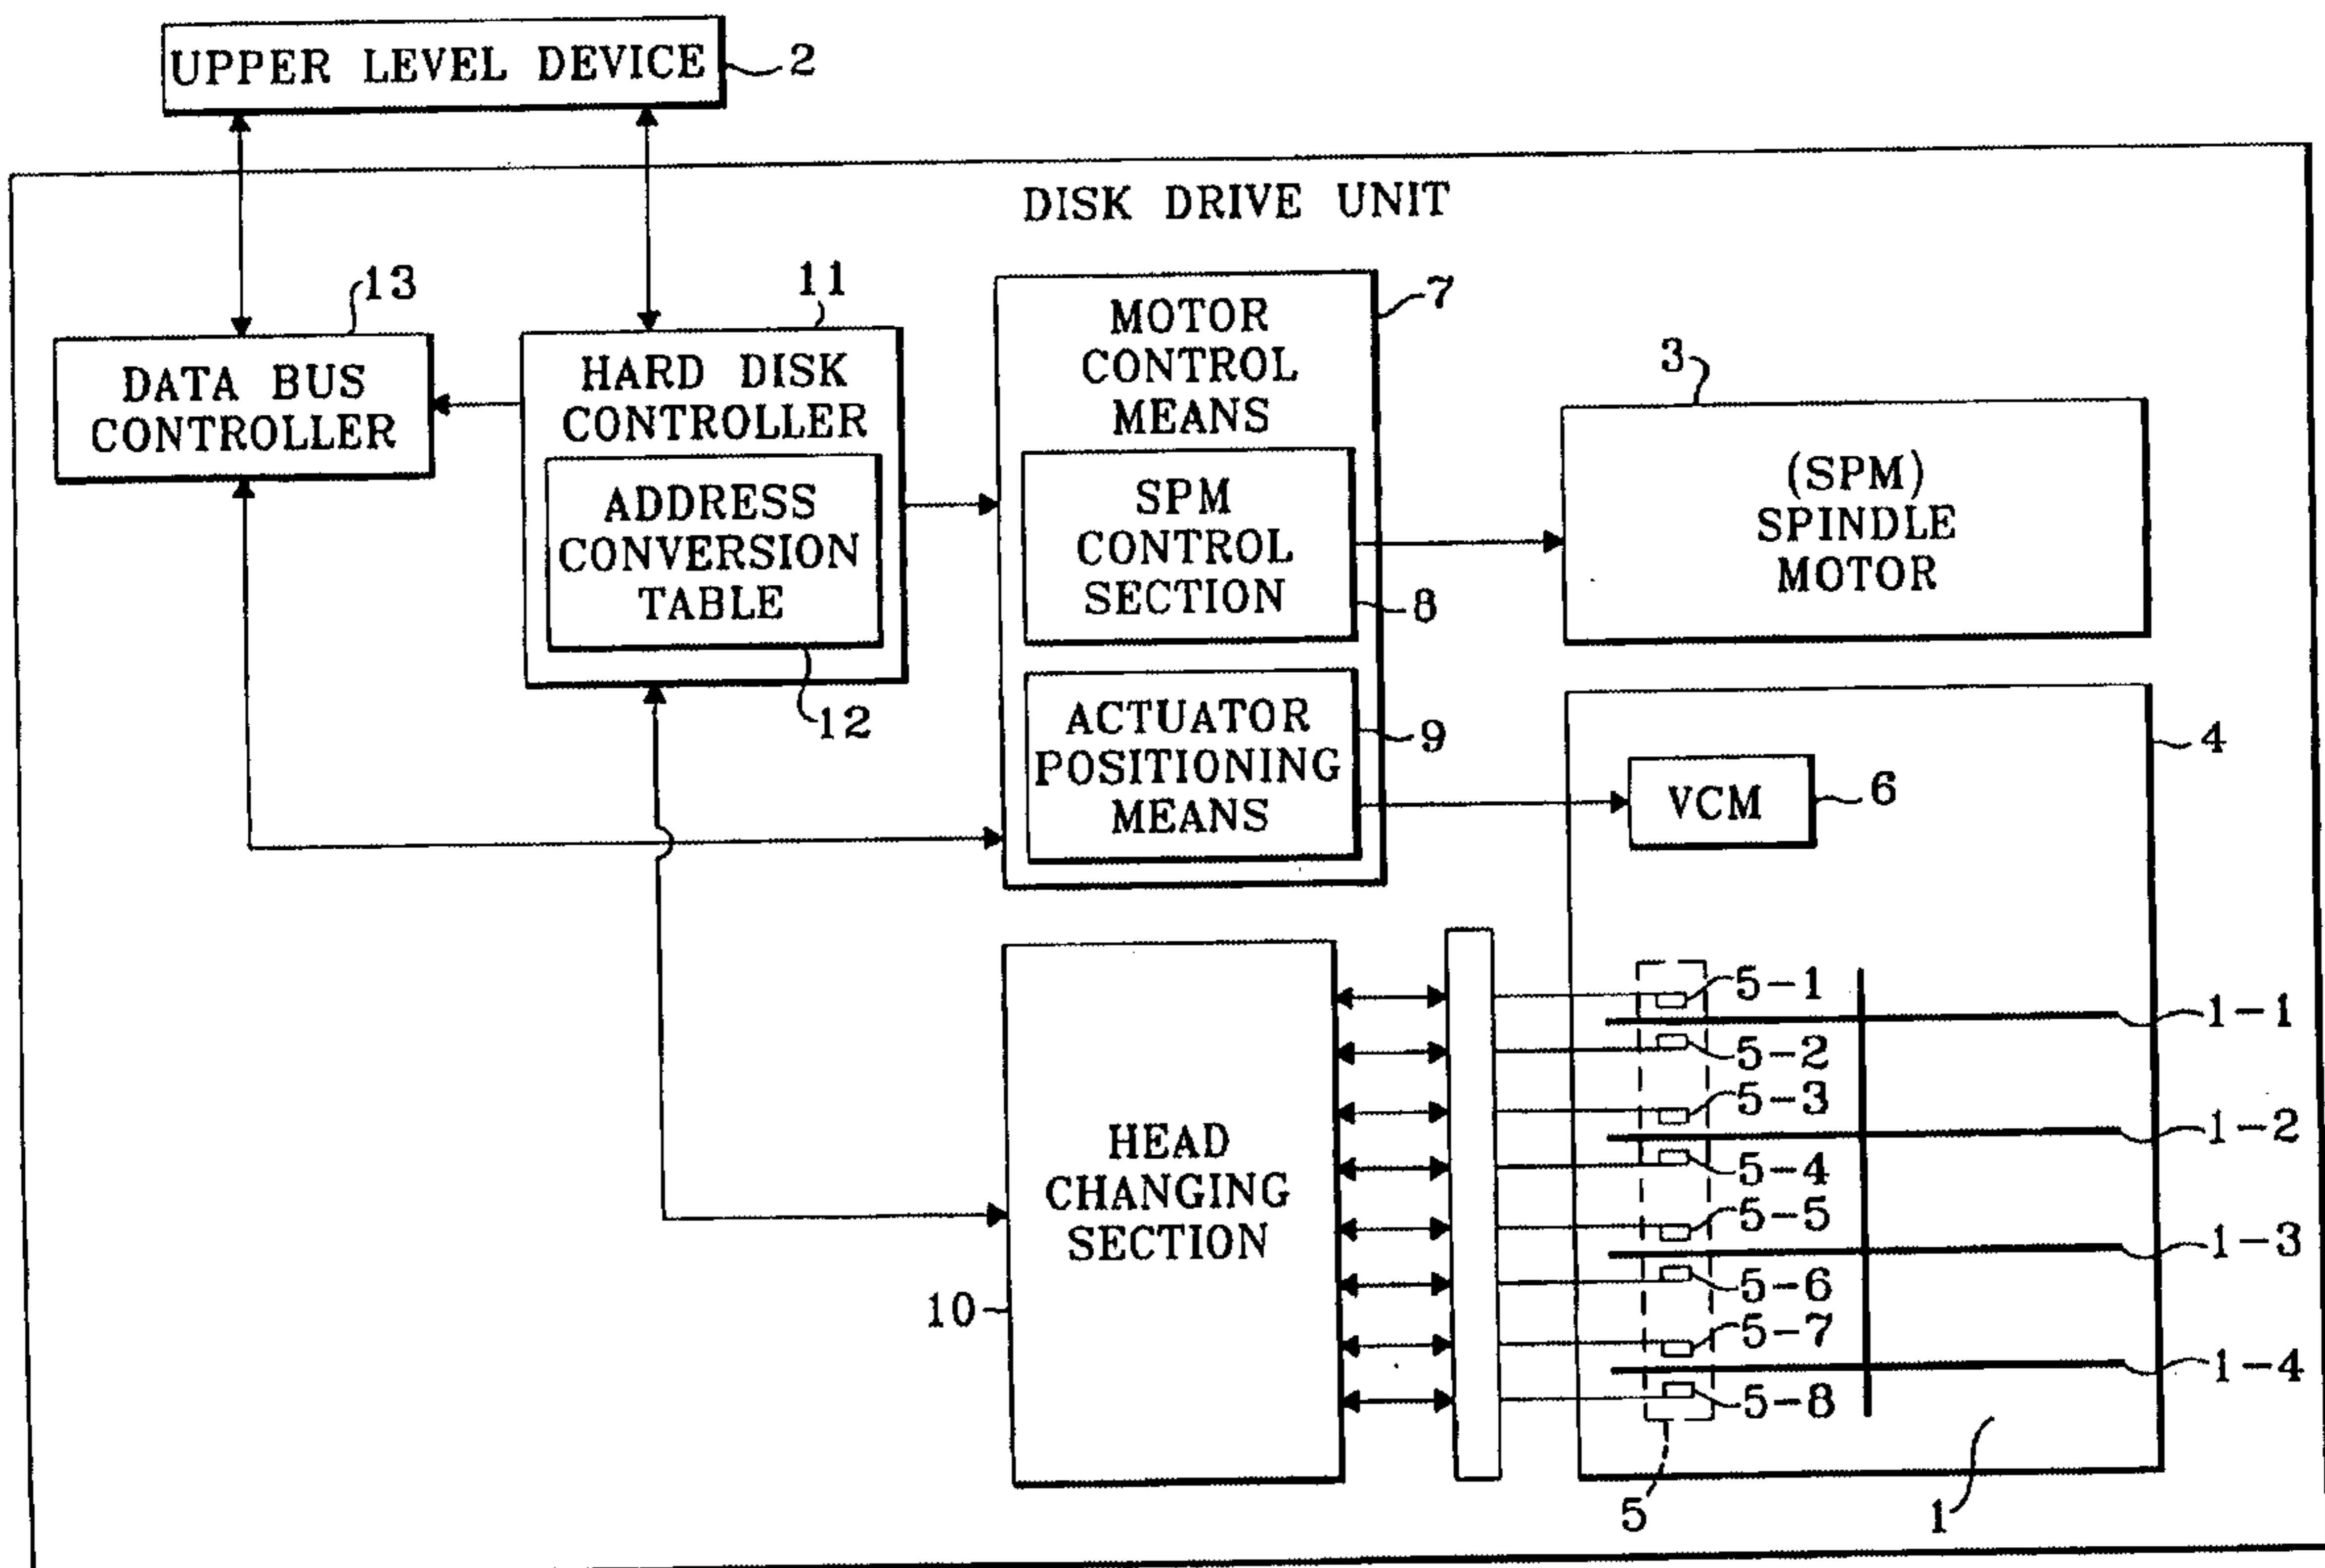 UPPER LEVEL DEVICE
2
DISK DRIVE UNIT
13
DATA BUS
CONTROLLER
11
HARD DISK
CONTROLLER
ADDRESS
CONVERSION
TABLE
12
7
MOTOR
CONTROL
MEANS
SPM
CONTROL
SECTION
8
ACTUATOR
POSITIONING
MEANS
9
3
(SPM)
SPINDLE
MOTOR
4
VCM
6
HEAD
CHANGING
SECTION
10
5-1
1-1
5-2
5-3
1-2
5-4
5-5
1-3
5-6
5-7
1-4
5-8
5
1